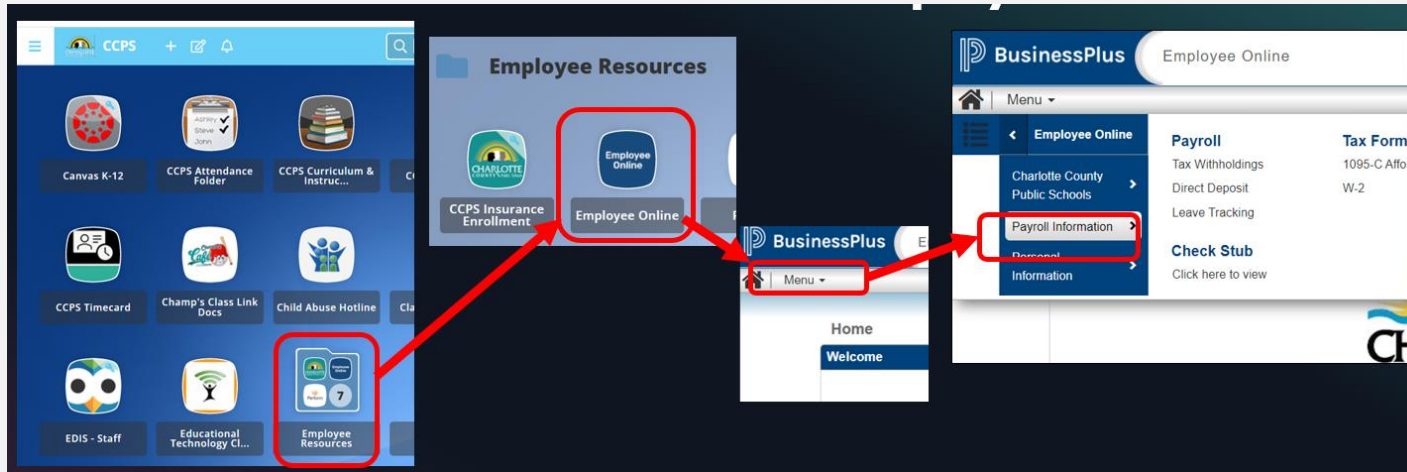 CCPS
Canvas K-12
CCPS Attendance
Folder
CCPS Curriculum &
Instruc...
Ashley
Steve
John
CCPS Timecard
Champ's Class Link
Docs
Child Abuse Hotline
Cla
EDIS - Staff
Educational
Technology Cl...
7
Employee
Resources
Employee Resources
CHARLOTTE
CCPS Insurance
Enrollment
Employee
Online
Employee Online
BusinessPlus
E
Menu
Home
Welcome
BusinessPlus
Employee Online
Menu
Employee Online
Charlotte County
Public Schools
Payroll Information
Personal
Information
Payroll
Tax Withholdings
Direct Deposit
Leave Tracking
Check Stub
Click here to view
Tax Form
1095-C Affo
W-2
CH